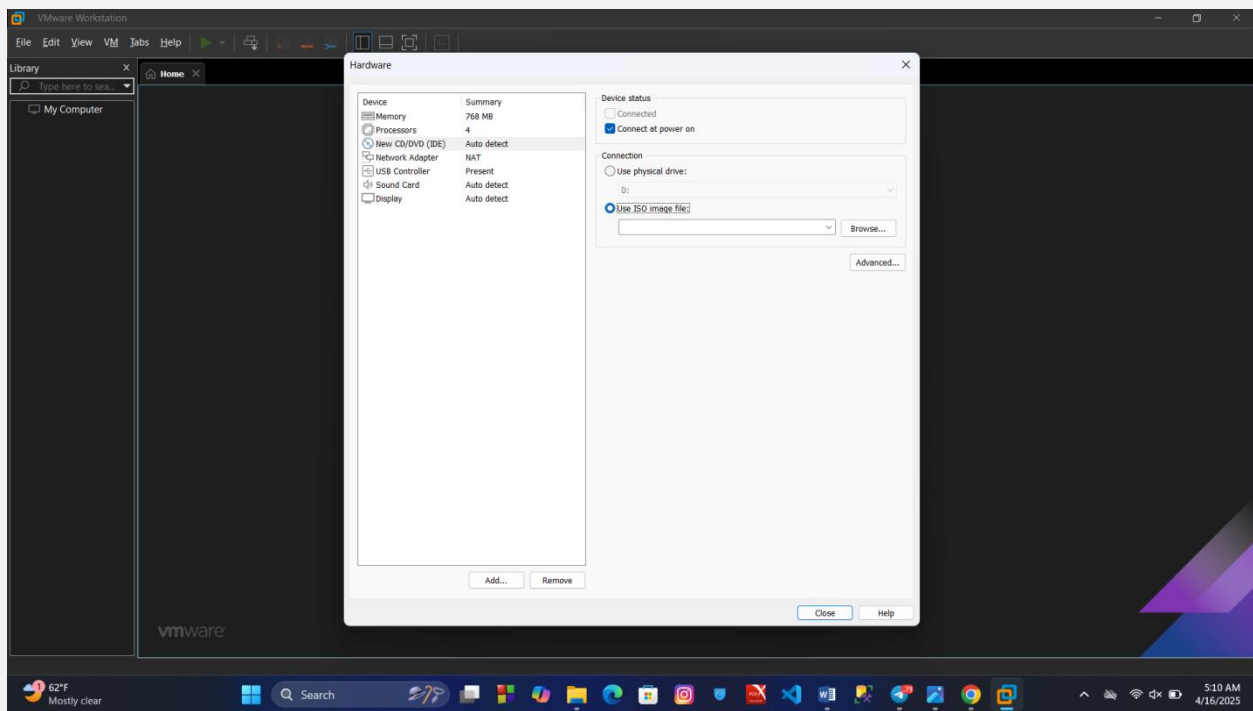 VMware Workstation
File Edit View VM Tabs Help
Library
Type here to sea...
My Computer
Home
Hardware
Device Summary
Memory 768 MB
Processors 4
New CD/DVD (IDE) Auto detect
Network Adapter NAT
USB Controller Present
Sound Card Auto detect
Display Auto detect
Add... Remove
Device status
Connected
Connect at power on
Connection
Use physical drive:
D:
Use ISO image file:
Browse...
Advanced...
Close Help
vmware
1
62°F
Mostly clear
Search
5:10 AM
4/16/2025